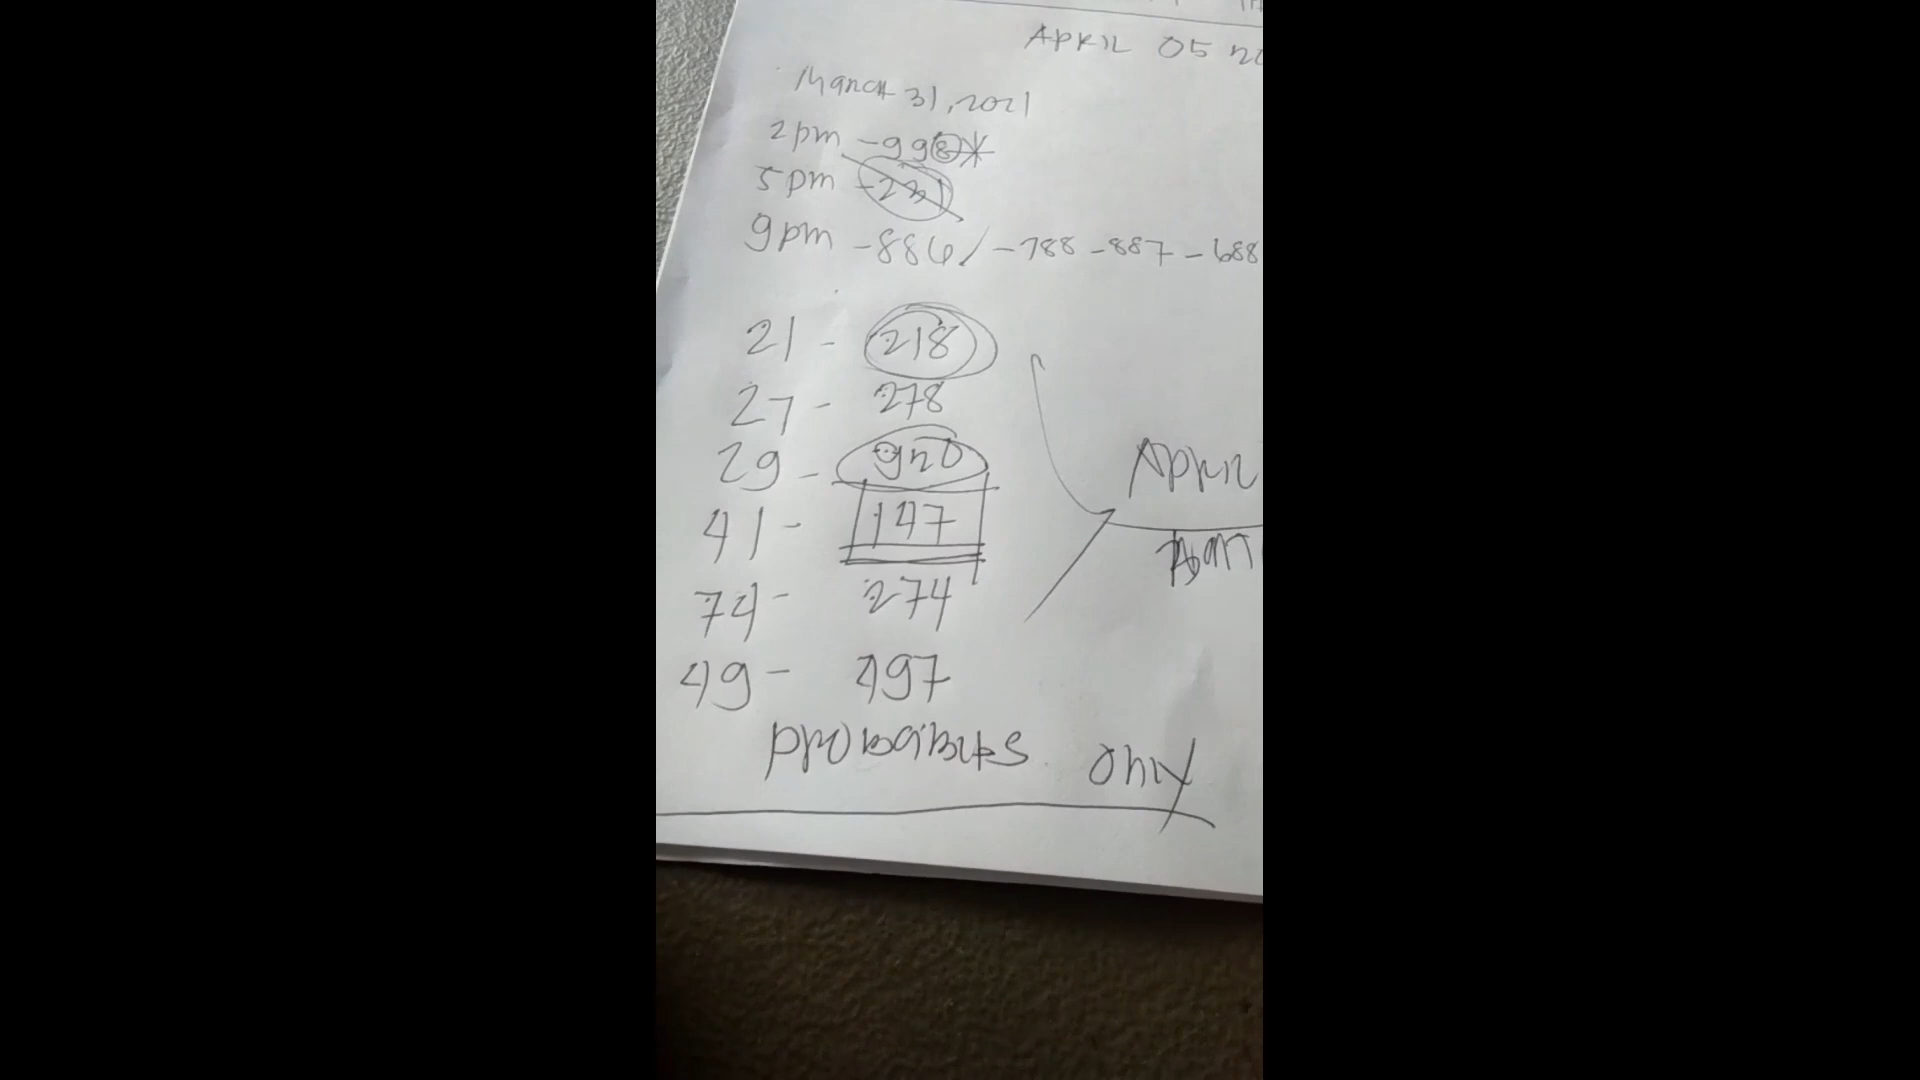 APRIL 05 20
March 31, 2021
2pm - 998*
5pm - 231
9pm - 886/ - 788 - 887 - 688
21 - 218
27 - 278
29 - 920
41 - 147
74 - 274
49 - 497
APRIL
only